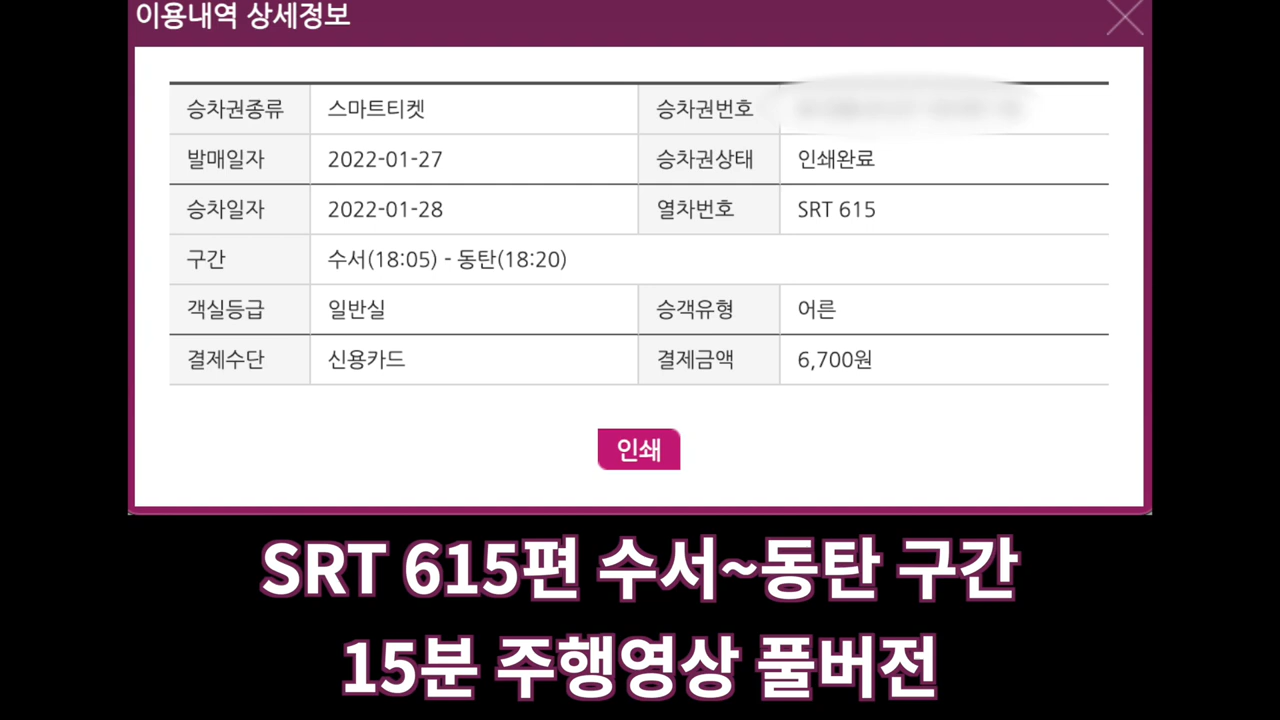 이용내역 상세정보
승차권종류 스마트티켓 승차권번호
발매일자 2022-01-27 승차권상태 인쇄완료
승차일자 2022-01-28 열차번호 SRT 615
구간 수서(18:05) - 동탄(18:20)
객실등급 일반실 승객유형 어른
결제수단 신용카드 결제금액 6,700원
인쇄
SRT 615편 수서~동탄 구간
15분 주행영상 풀버전